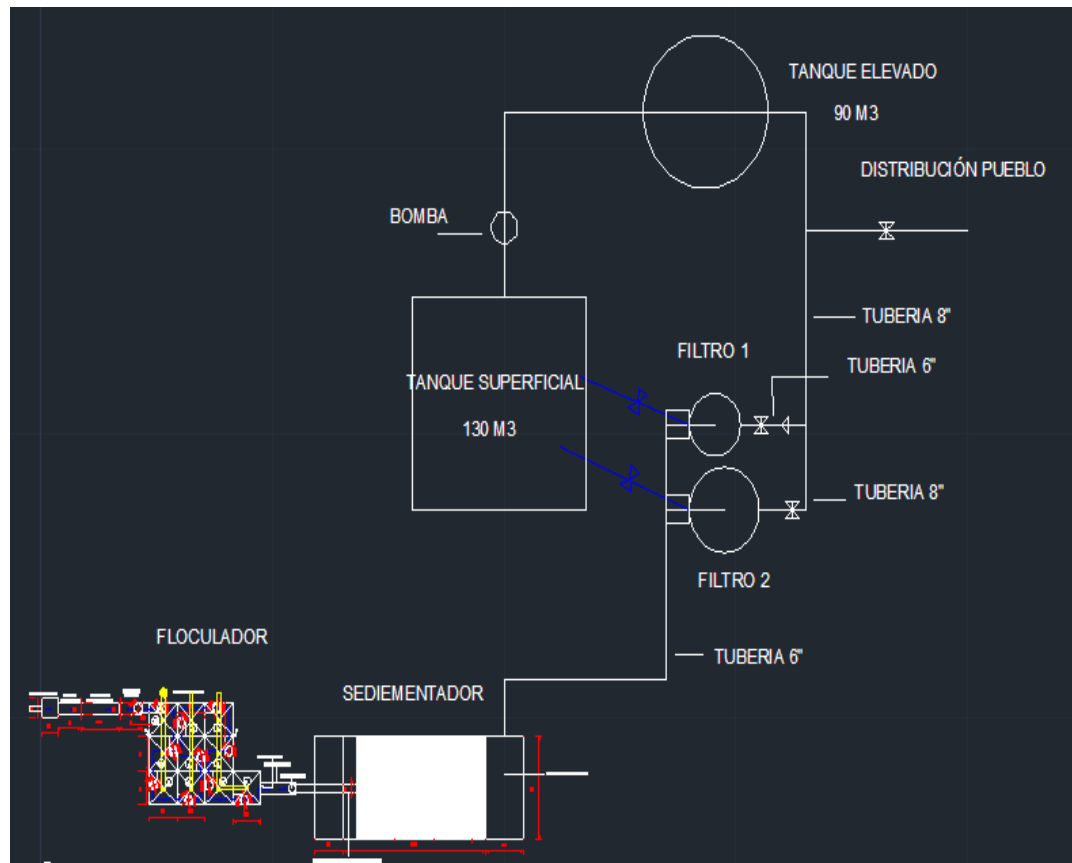 TANQUE ELEVADO
90 M3
DISTRIBUCIÓN PUEBLO
BOMBA
TUBERIA 8"
FILTRO 1
TUBERIA 6"
TANQUE SUPERFICIAL
130 M3
TUBERIA 8"
FILTRO 2
FLOCULADOR
TUBERIA 6"
SEDIEMENTADOR